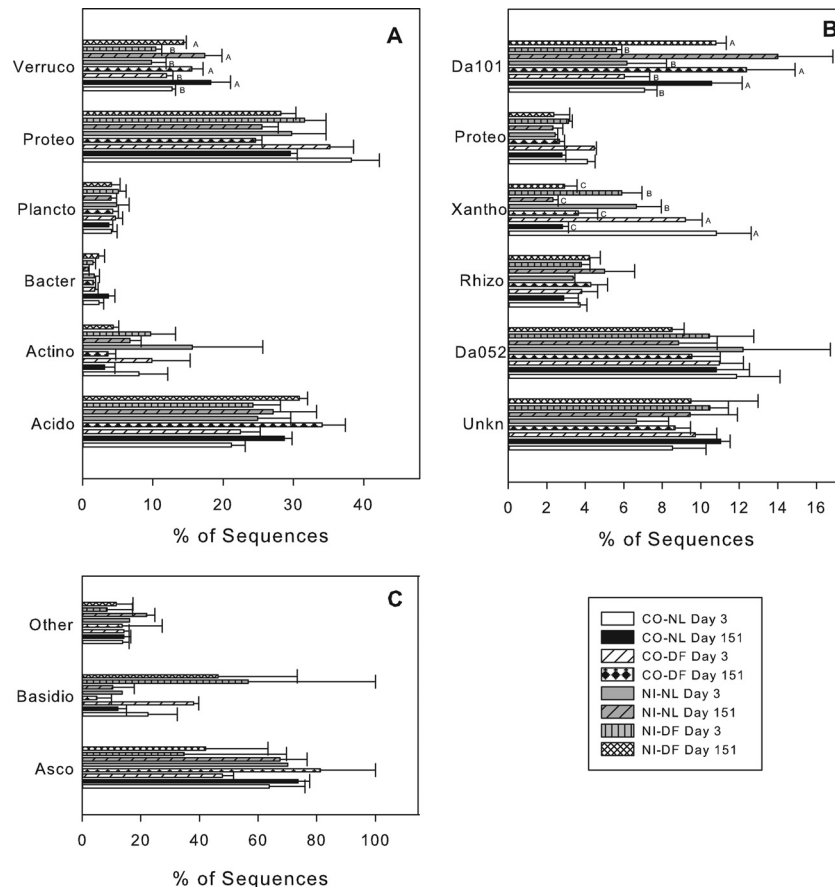 A
Verruco
A
B
A
B
A
B
A
B
Proteo
Plancto
Bacter
Actino
Acido
0 10 20 30 40
% of Sequences
B
Da101
A
B
A
B
A
B
A
B
Proteo
Xantho
C
B
C
B
C
A
C
A
Rhizo
Da052
Unkn
0 2 4 6 8 10 12 14 16
% of Sequences
C
Other
Basidio
Asco
0 20 40 60 80 100
% of Sequences
CO-NL Day 3
CO-NL Day 151
CO-DF Day 3
CO-DF Day 151
NI-NL Day 3
NI-NL Day 151
NI-DF Day 3
NI-DF Day 151